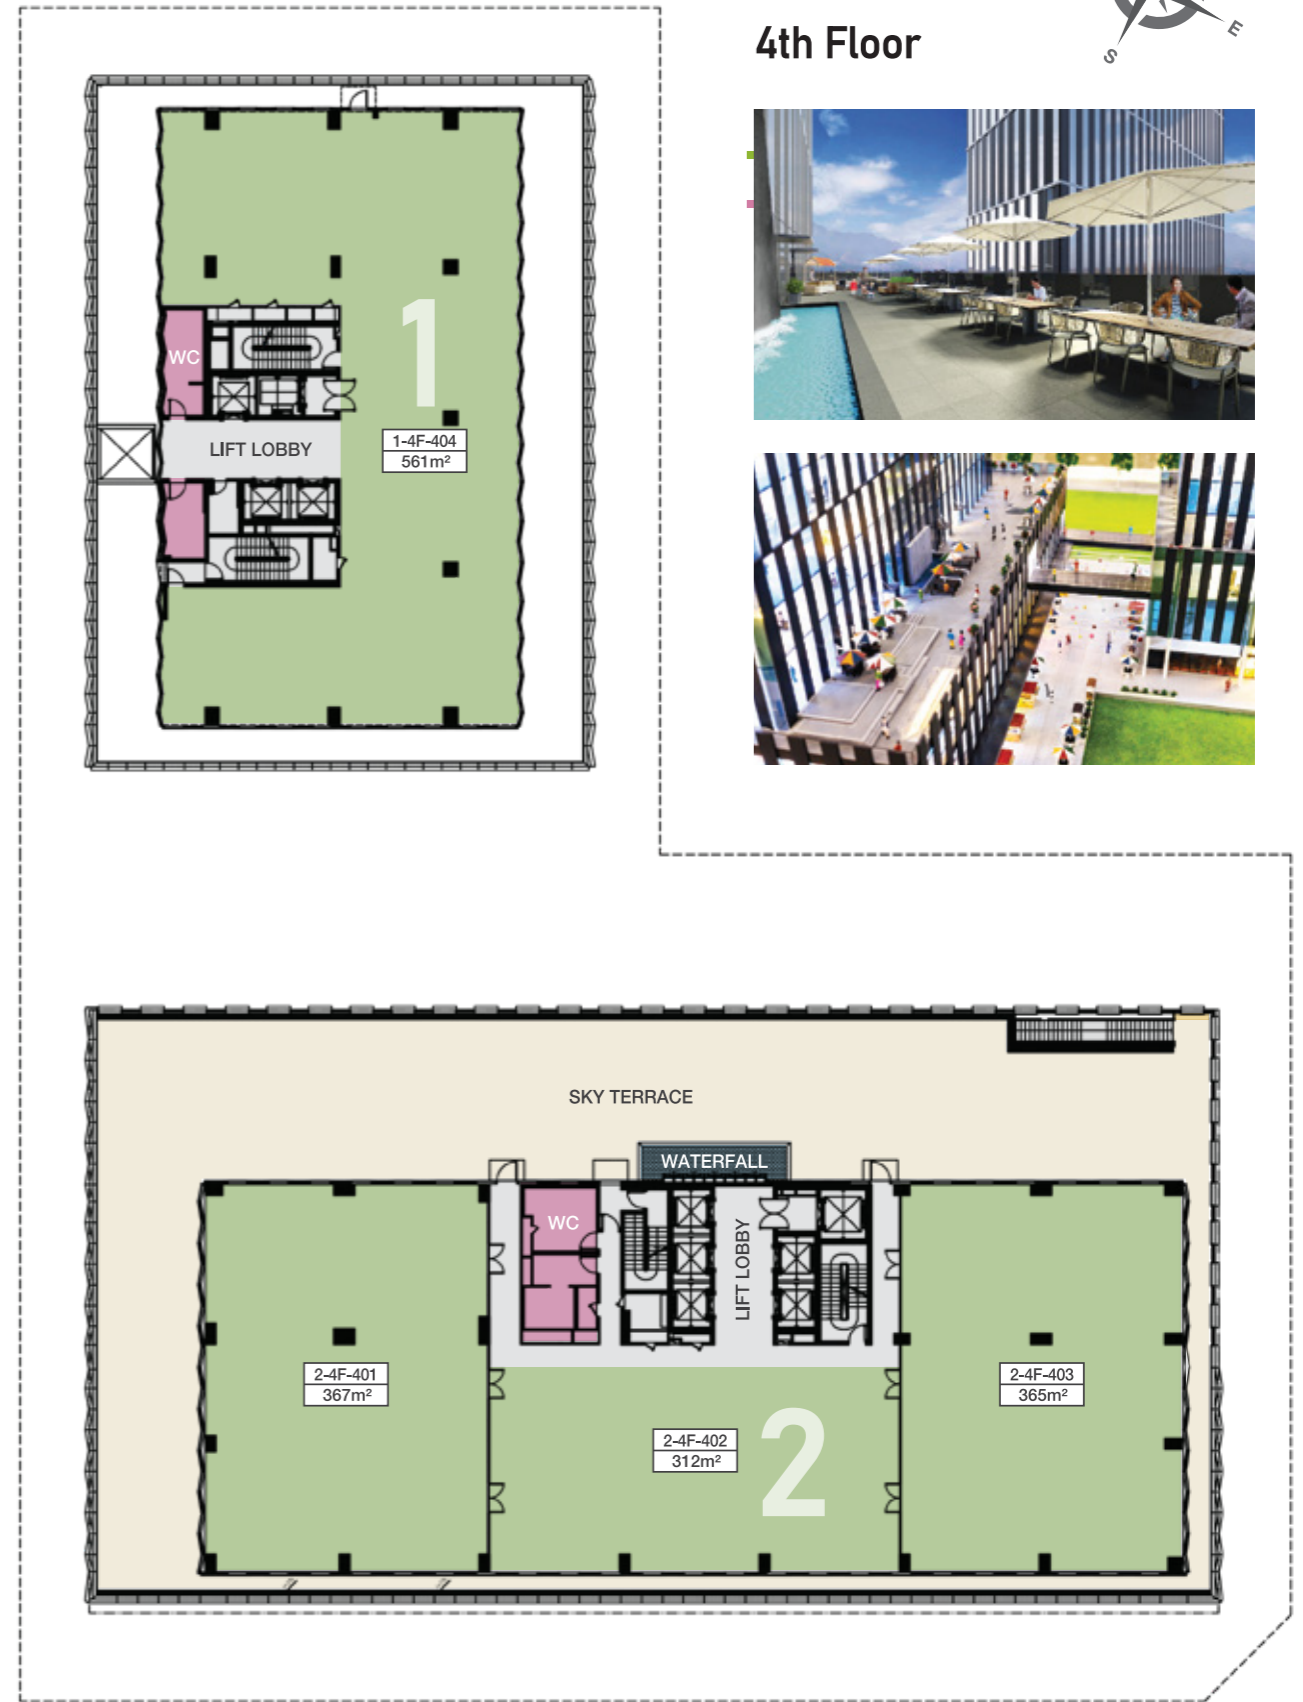 4th Floor
S
E
WC
1
LIFT LOBBY
1-4F-404
561m²
SKY TERRACE
WATERFALL
WC
LIFT LOBBY
2-4F-401
367m²
2-4F-403
365m²
2-4F-402
312m²
2